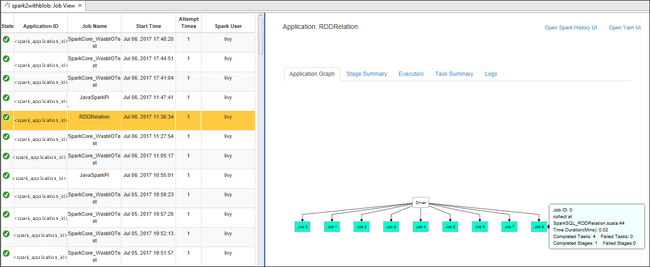 spark2withblob: Job View
State Application ID Job Name Start Time Attempt Times Spark User
<spark_application_id> SparkCore_WasbIOTest Jul 06, 2017 17:48:20 1 livy
<spark_application_id> SparkCore_WasbIOTest Jul 06, 2017 17:44:51 1 livy
<spark_application_id> SparkCore_WasbIOTest Jul 06, 2017 17:41:04 1 livy
<spark_application_id> JavaSparkPi Jul 06, 2017 11:47:41 1 livy
<spark_application_id> RDDRelation Jul 06, 2017 11:30:34 1 livy
<spark_application_id> SparkCore_WasbIOTest Jul 06, 2017 11:27:54 1 livy
<spark_application_id> SparkCore_WasbIOTest Jul 06, 2017 11:05:17 1 livy
<spark_application_id> JavaSparkPi Jul 06, 2017 10:55:01 1 livy
<spark_application_id> SparkCore_WasbIOTest Jul 05, 2017 19:59:23 1 livy
<spark_application_id> SparkCore_WasbIOTest Jul 05, 2017 19:57:20 1 livy
<spark_application_id> SparkCore_WasbIOTest Jul 05, 2017 19:52:13 1 livy
<spark_application_id> SparkCore_WasbIOTest Jul 05, 2017 19:51:57 1 livy
Application: RDDRelation
Open Spark History UI Open Yarn UI
Application Graph Stage Summary Executors Task Summary Logs
Driver
Job 0 Job 1 Job 2 Job 3 Job 4 Job 5 Job 6 Job 7 Job 8
Job ID: 0
collect at
SparkSQL_RDDRelation.scala:44
Time Duration(Mins): 0.02
Completed Tasks: 4 Failed Tasks: 0
Completed Stages: 1 Failed Stages:0